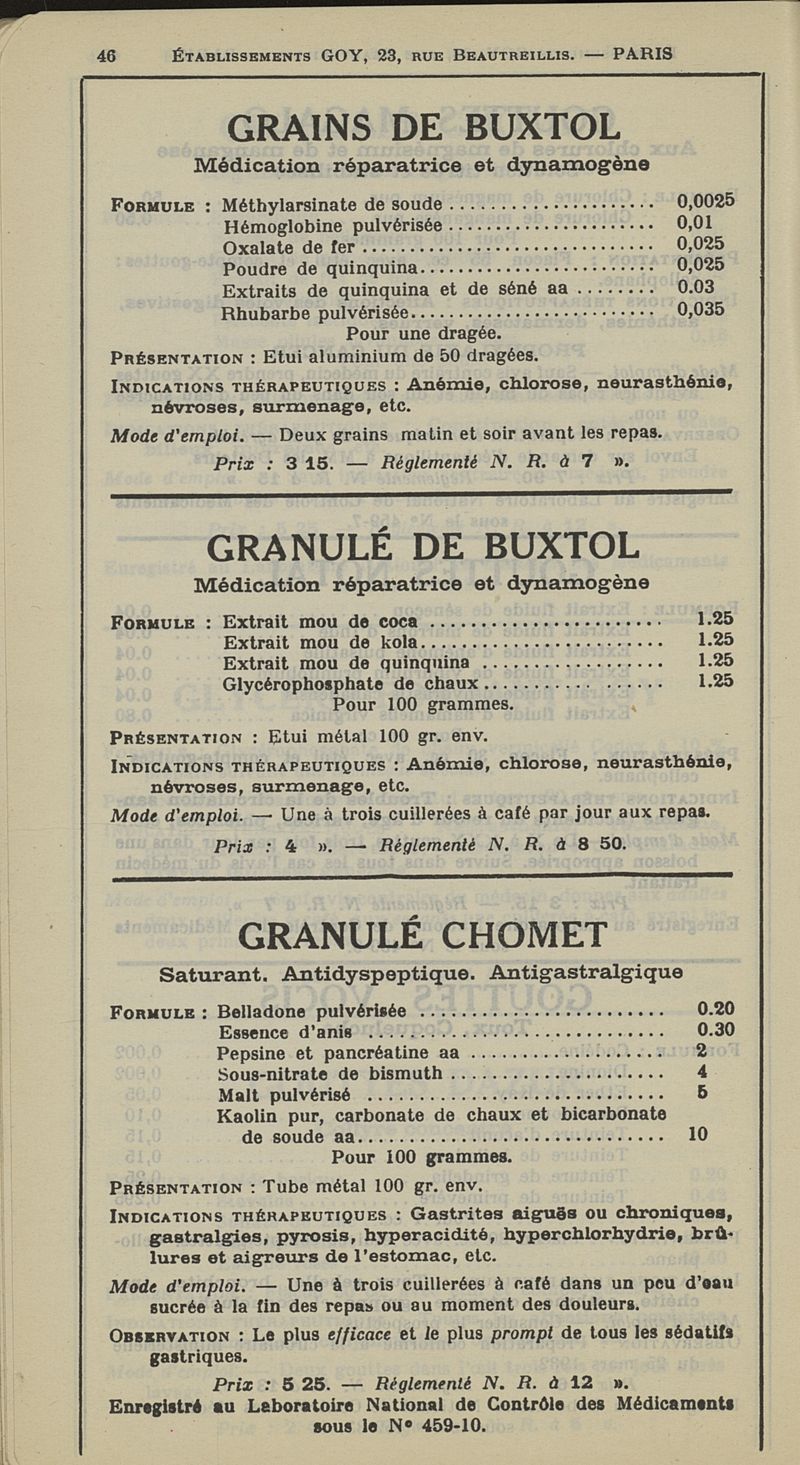 46 ÉTABLISSEMENTS GOY, 23, RUE BEAUTREILLIS. — PARIS
GRAINS DE BUXTOL
Médication réparatrice et dynamogène
FORMULE : Méthylarsinate de soude ...................... 0,0025
Hémoglobine pulvérisée ...................... 0,01
Oxalate de fer .............................. 0,025
Poudre de quinquina......................... 0,025
Extraits de quinquina et de séné aa ........ 0.03
Rhubarbe pulvérisée.......................... 0,035
Pour une dragée.
PRÉSENTATION : Etui aluminium de 50 dragées.
INDICATIONS THÉRAPEUTIQUES : Anémie, chlorose, neurasthénie,
névroses, surmenage, etc.
Mode d'emploi. — Deux grains matin et soir avant les repas.
Prix : 3 15. — Réglementé N. R. à 7 ».
GRANULÉ DE BUXTOL
Médication réparatrice et dynamogène
FORMULE : Extrait mou de coca ....................... 1.25
Extrait mou de kola........................ 1.25
Extrait mou de quinquina .................. 1.25
Glycérophosphate de chaux.................. 1.25
Pour 100 grammes.
PRÉSENTATION : Etui métal 100 gr. env.
INDICATIONS THÉRAPEUTIQUES : Anémie, chlorose, neurasthénie,
névroses, surmenage, etc.
Mode d'emploi. — Une à trois cuillerées à café par jour aux repas.
Prix : 4 ». — Réglementé N. R. à 8 50.
GRANULÉ CHOMET
Saturant. Antidyspeptique. Antigastralgique
FORMULE : Belladone pulvérisée ........................ 0.20
Essence d'anis ............................. 0.30
Pepsine et pancréatine aa ................... 2
Sous-nitrate de bismuth ..................... 4
Malt pulvérisé ............................. 5
Kaolin pur, carbonate de chaux et bicarbonate
de soude aa.............................. 10
Pour 100 grammes.
PRÉSENTATION : Tube métal 100 gr. env.
INDICATIONS THÉRAPEUTIQUES : Gastrites aiguës ou chroniques,
gastralgies, pyrosis, hyperacidité, hyperchlorhydrie, brû-
lures et aigreurs de l'estomac, etc.
Mode d'emploi. — Une à trois cuillerées à café dans un peu d'eau
sucrée à la fin des repas ou au moment des douleurs.
OBSERVATION : Le plus efficace et le plus prompt de tous les sédatifs
gastriques.
Prix : 5 25. — Réglementé N. R. à 12 ».
Enregistré au Laboratoire National de Contrôle des Médicaments
sous le N° 459-10.